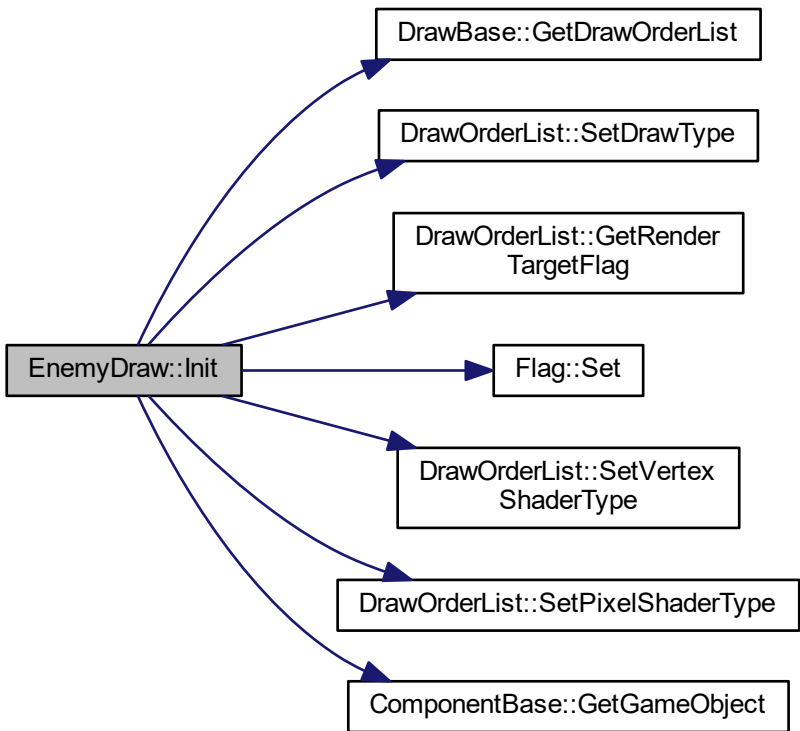 DrawBase::GetDrawOrderList
DrawOrderList::SetDrawType
DrawOrderList::GetRender
TargetFlag
EnemyDraw::Init
Flag::Set
DrawOrderList::SetVertex
ShaderType
DrawOrderList::SetPixelShaderType
ComponentBase::GetGameObject